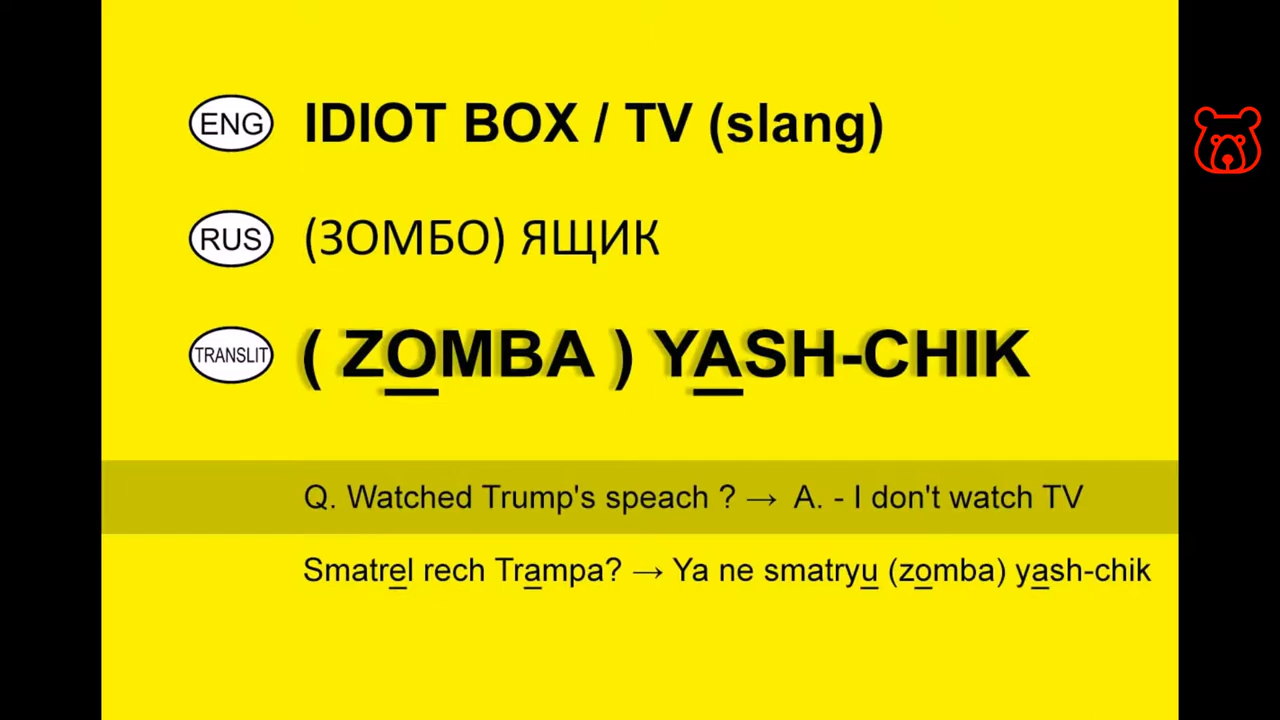 ENG IDIOT BOX / TV (slang)
RUS (ЗОМБО) ЯЩИК
TRANSLIT ( ZOMBA ) YASH-CHIK
Q. Watched Trump's speach ? → A. - I don't watch TV
Smatrel rech Trampa? → Ya ne smatryu (zomba) yash-chik